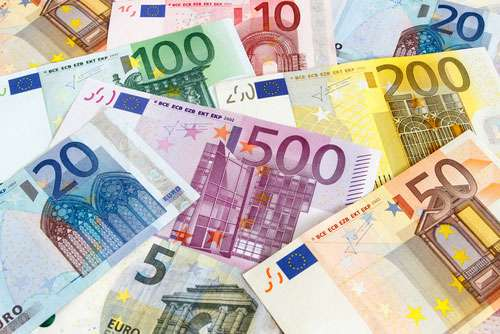 10
20
100
BCE ECB EZB EKT EKP
200
BCE ECB EZB EKT EKP
BCE ECB EZB EKT EKP 2002
500
20
EURO
50
BCE ECB EZB EKT EKP
5
EURO